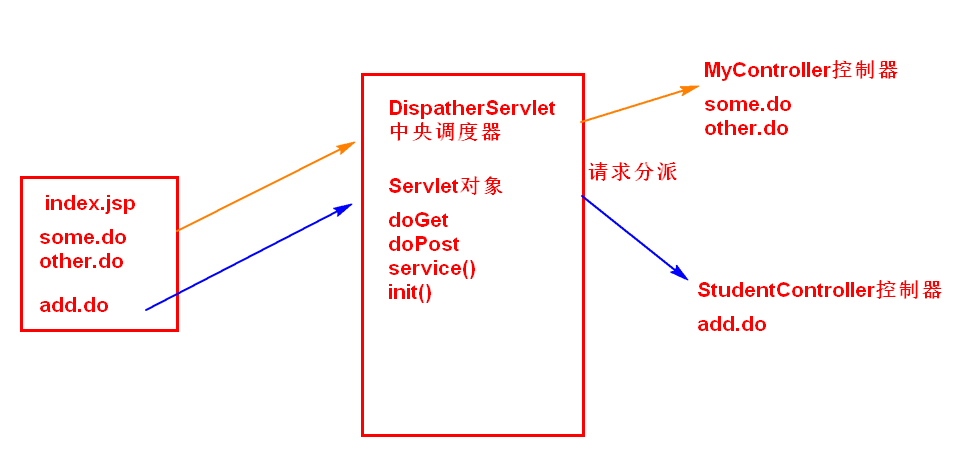 index.jsp
some.do
other.do
add.do
DispatherServlet
中央调度器
Servlet对象
doGet
doPost
service()
init()
请求分派
MyController控制器
some.do
other.do
StudentController控制器
add.do